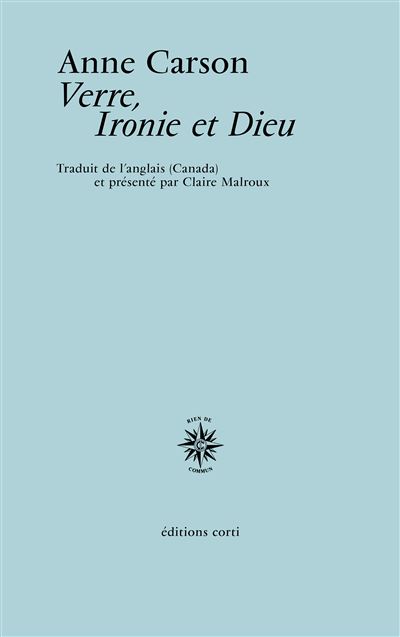 Anne Carson
Verre,
Ironie et Dieu
Traduit de l'anglais (Canada)
et présenté par Claire Malroux
RIEN DE
C
COMMUN
éditions corti